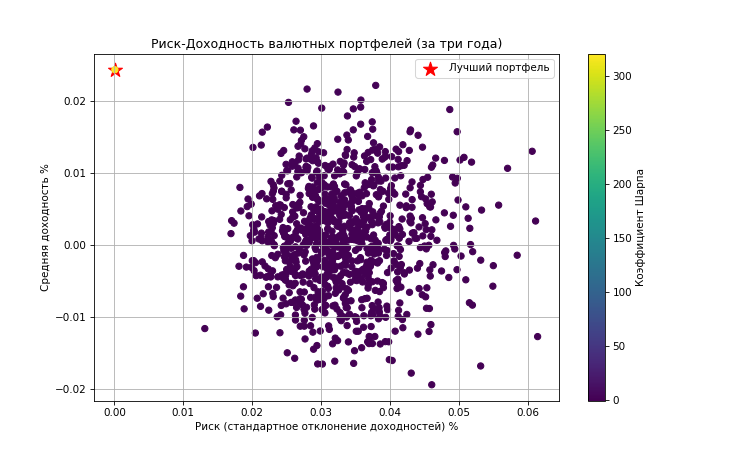 Риск-Доходность валютных портфелей (за три года)
Лучший портфель
Средняя доходность %
0.02
0.01
0.00
−0.01
−0.02
0.00 0.01 0.02 0.03 0.04 0.05 0.06
Риск (стандартное отклонение доходностей) %
300
250
200
150
100
50
0
Коэффициент Шарпа